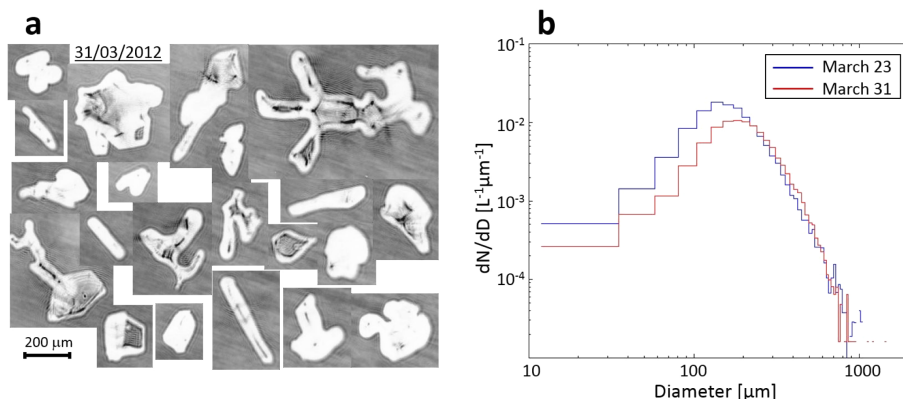 a
31/03/2012
200 µm
b
dN/dD [L⁻¹µm⁻¹]
10⁻¹
10⁻²
10⁻³
10⁻⁴
March 23
March 31
10
100
1000
Diameter [µm]